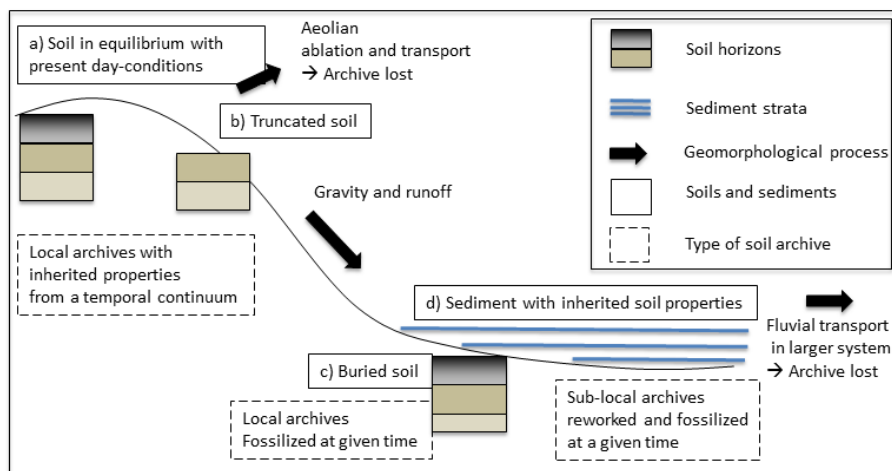 a) Soil in equilibrium with
present day-conditions
Aeolian
ablation and transport
→ Archive lost
b) Truncated soil
Gravity and runoff
Local archives with
inherited properties
from a temporal continuum
d) Sediment with inherited soil properties
Fluvial transport
in larger system
→ Archive lost
c) Buried soil
Local archives
Fossilized at given time
Sub-local archives
reworked and fossilized
at a given time
Soil horizons
Sediment strata
Geomorphological process
Soils and sediments
Type of soil archive